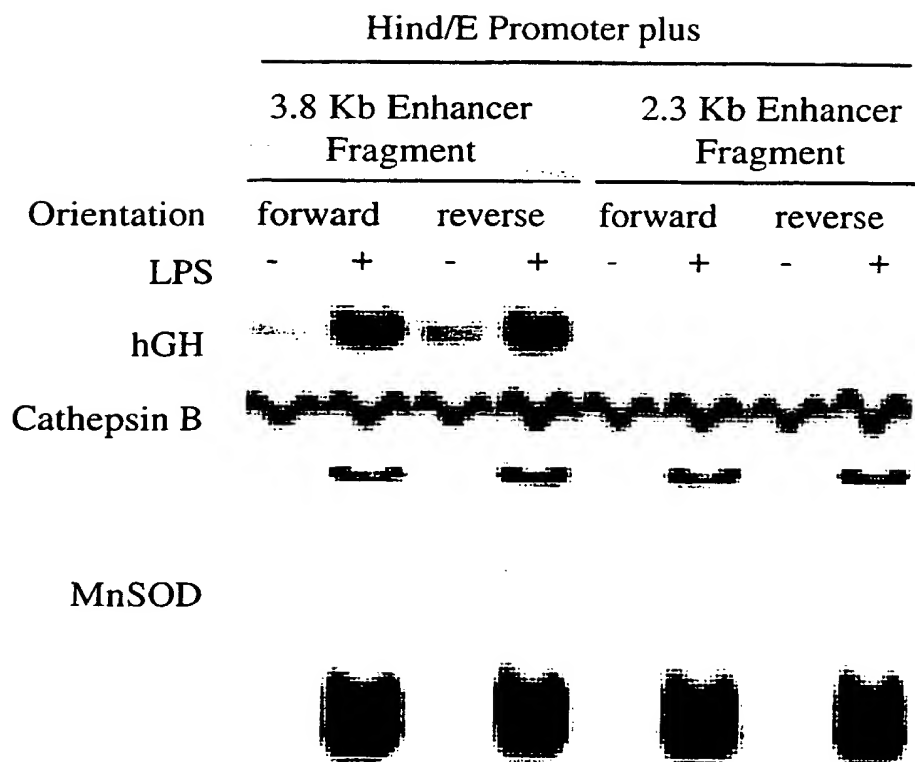 Hind/E Promoter plus
3.8 Kb Enhancer Fragment 2.3 Kb Enhancer Fragment
Orientation forward reverse forward reverse
LPS - + - + - + - +
hGH
Cathepsin B
MnSOD